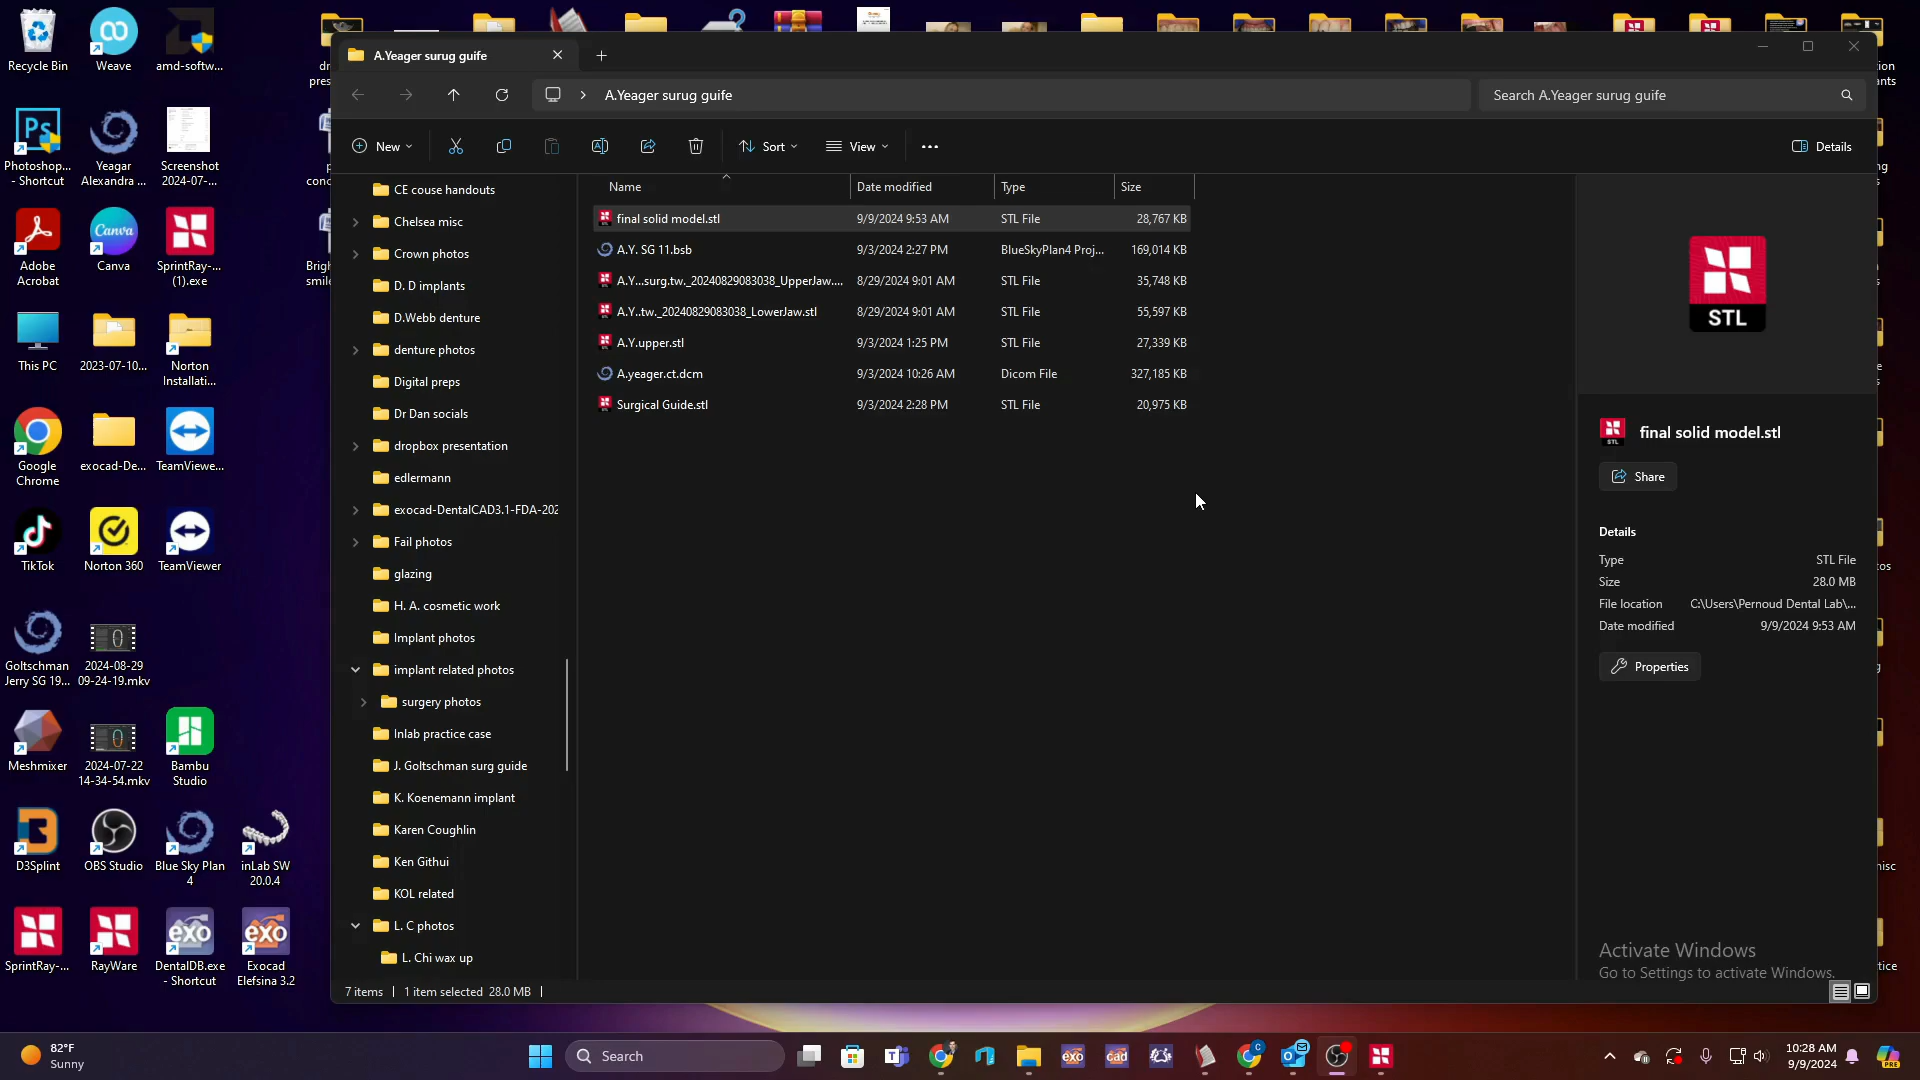 Recycle Bin
Weave
amd-softw...
Photoshop...
- Shortcut
Yeagar
Alexandra ...
Screenshot
2024-07-...
Adobe
Acrobat
Canva
SprintRay-...
(1).exe
This PC
2023-07-10...
Norton
Installati...
Google
Chrome
exocad-De...
TeamViewe...
TikTok
Norton 360
TeamViewer
Goltschman
Jerry SG 19...
2024-08-29
09-24-19.mkv
Meshmixer
2024-07-22
14-34-54.mkv
Bambu
Studio
D3Splint
OBS Studio
Blue Sky Plan
4
inLab SW
20.0.4
SprintRay-...
RayWare
DentalDB.exe
- Shortcut
Exocad
Elefsina 3.2
A.Yeager surug guife
A.Yeager surug guife
Search A.Yeager surug guife
New
Sort
View
Details
CE couse handouts
Chelsea misc
Crown photos
D. D implants
D.Webb denture
denture photos
Digital preps
Dr Dan socials
dropbox presentation
edlermann
exocad-DentalCAD3.1-FDA-202
Fail photos
glazing
H. A. cosmetic work
Implant photos
implant related photos
surgery photos
Inlab practice case
J. Goltschman surg guide
K. Koenemann implant
Karen Coughlin
Ken Githui
KOL related
L. C photos
L. Chi wax up
Name Date modified Type Size
final solid model.stl 9/9/2024 9:53 AM STL File 28,767 KB
A.Y. SG 11.bsb 9/3/2024 2:27 PM BlueSkyPlan4 Proj... 169,014 KB
A.Y...surg.tw._20240829083038_UpperJaw.... 8/29/2024 9:01 AM STL File 35,748 KB
A.Y..tw._20240829083038_LowerJaw.stl 8/29/2024 9:01 AM STL File 55,597 KB
A.Y.upper.stl 9/3/2024 1:25 PM STL File 27,339 KB
A.yeager.ct.dcm 9/3/2024 10:26 AM Dicom File 327,185 KB
Surgical Guide.stl 9/3/2024 2:28 PM STL File 20,975 KB
STL
final solid model.stl
Share
Details
Type STL File
Size 28.0 MB
File location C:\Users\Pernoud Dental Lab\...
Date modified 9/9/2024 9:53 AM
Properties
Activate Windows
Go to Settings to activate Windows.
7 items 1 item selected 28.0 MB
82°F
Sunny
Search
10:28 AM
9/9/2024